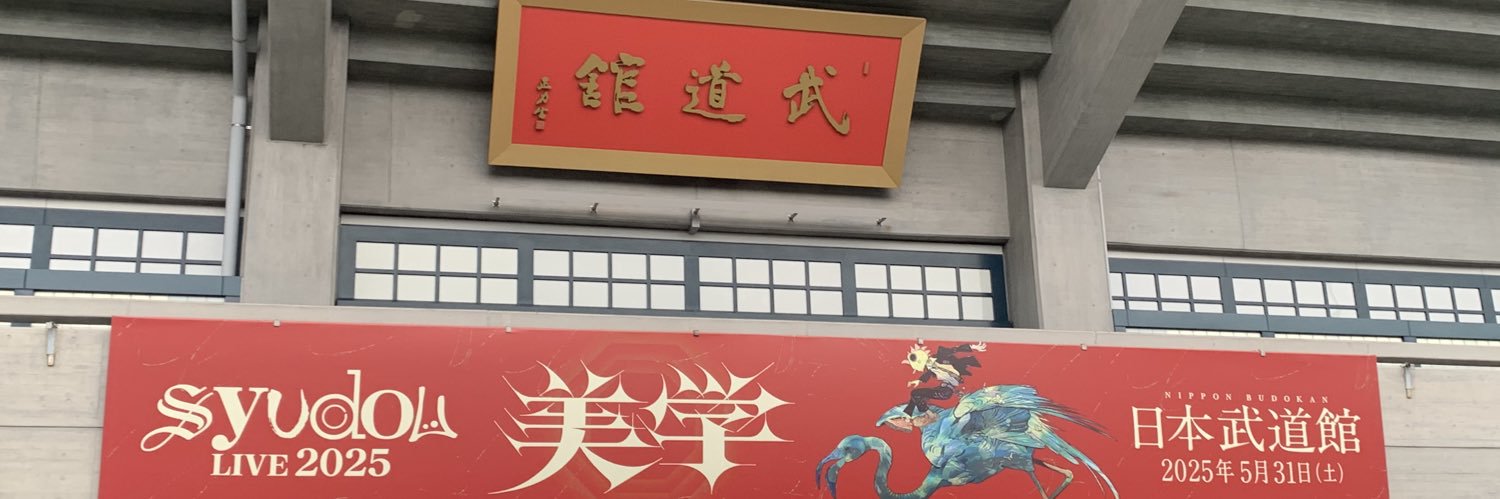 武道館
syudou
LIVE 2025
美学
NIPPON BUDOKAN
日本武道館
2025年5月31日(土)